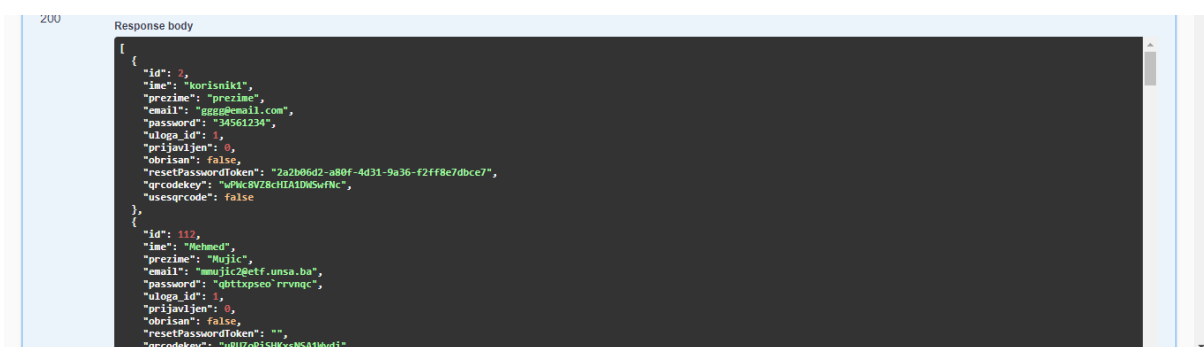 200
Response body
[
{
"id": 2,
"ime": "korisnik1",
"prezime": "prezime",
"email": "gggg@email.com",
"password": "34561234",
"uloga_id": 1,
"prijavljen": 0,
"obrisan": false,
"resetPasswordToken": "2a2b06d2-a80f-4d31-9a36-f2ff8e7dbce7",
"qrcodekey": "wPWc8VZ8cHIA1DWSwfNc",
"usesqrcode": false
},
{
"id": 112,
"ime": "Mehmed",
"prezime": "Mujic",
"email": "mmujic2@etf.unsa.ba",
"password": "qbttxpseo`rrvnqc",
"uloga_id": 1,
"prijavljen": 0,
"obrisan": false,
"resetPasswordToken": "",
"qrcodekey":